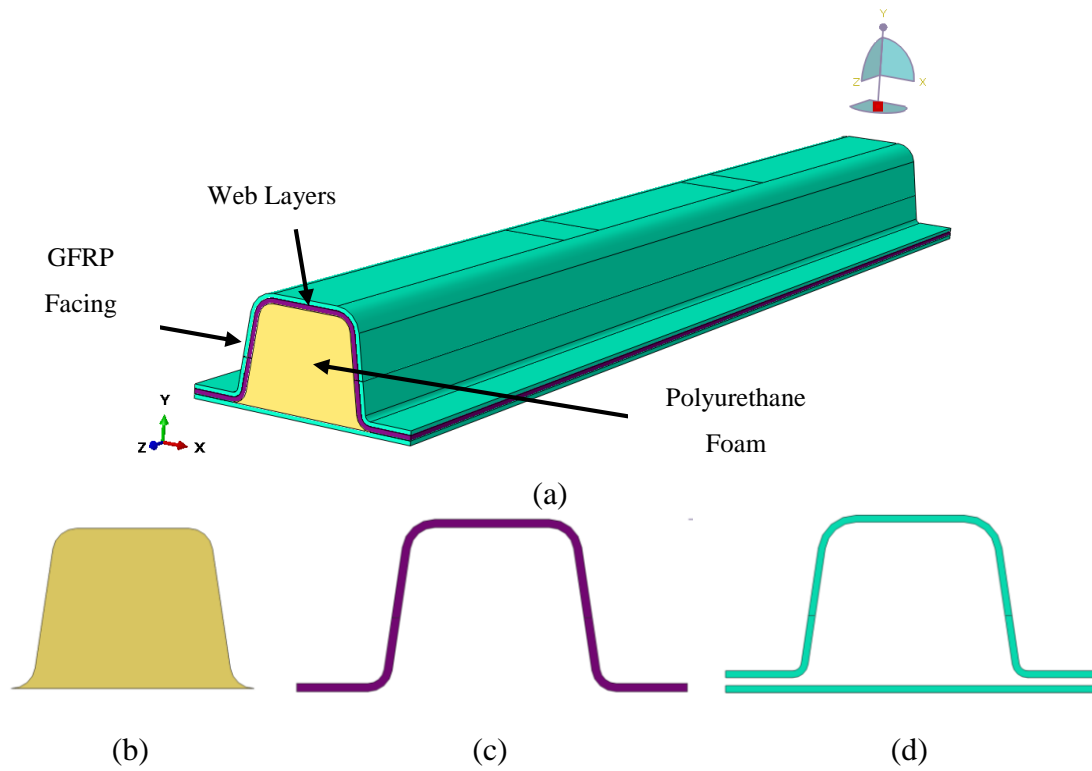 Y
Z
X
Web Layers
GFRP
Facing
Polyurethane
Foam
Y
Z
X
(a)
(b)
(c)
(d)